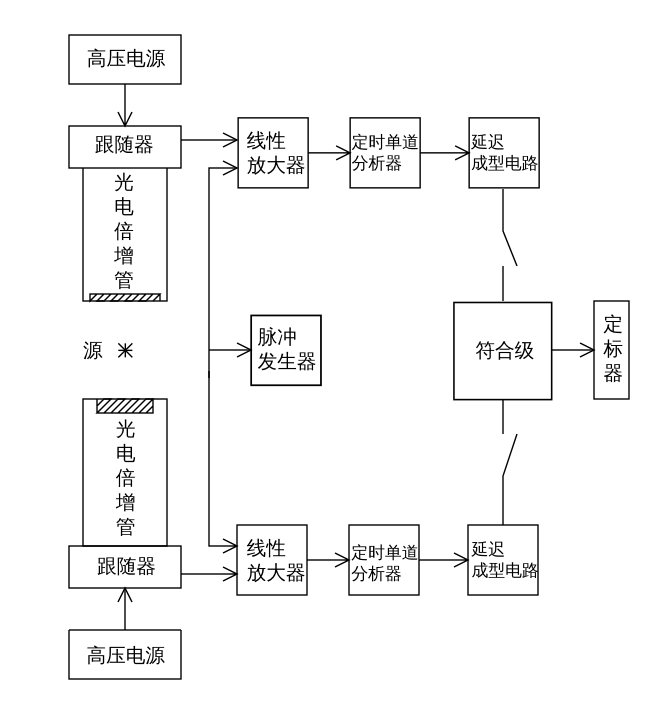 高压电源
跟随器
光
电
倍
增
管
线性
放大器
定时单道
分析器
延迟
成型电路
源
脉冲
发生器
符合级
定
标
器
光
电
倍
增
管
跟随器
线性
放大器
定时单道
分析器
延迟
成型电路
高压电源